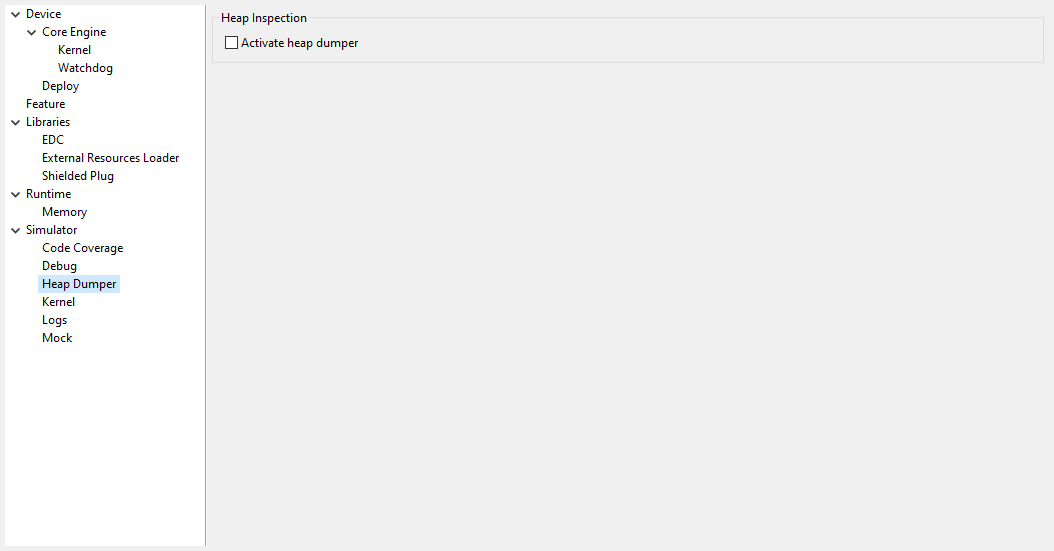 Device
Core Engine
Kernel
Watchdog
Deploy
Feature
Libraries
EDC
External Resources Loader
Shielded Plug
Runtime
Memory
Simulator
Code Coverage
Debug
Heap Dumper
Kernel
Logs
Mock
Heap Inspection
Activate heap dumper